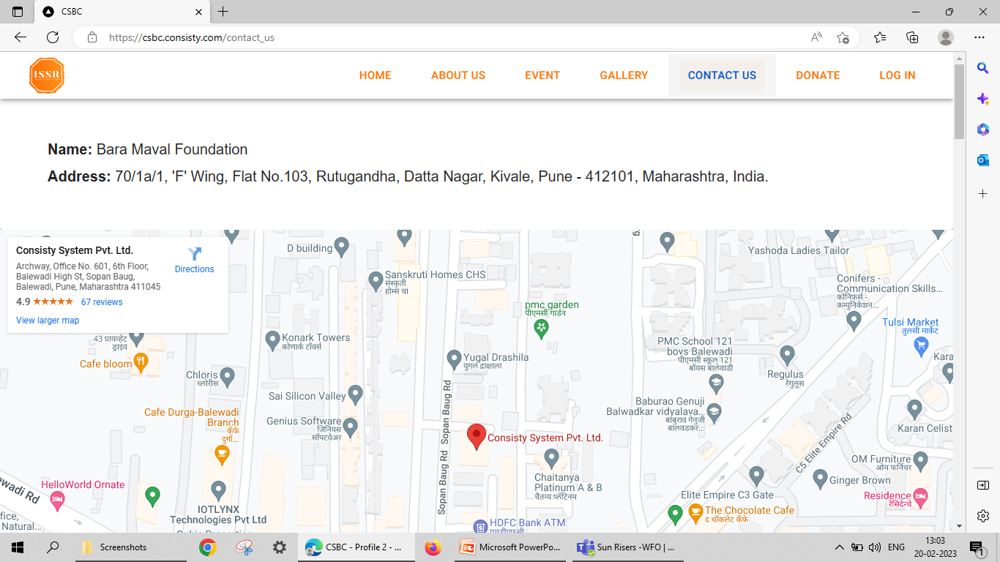 CSBC
https://csbc.consisty.com/contact_us
ISSR
HOME
ABOUT US
EVENT
GALLERY
CONTACT US
DONATE
LOG IN
Name: Bara Maval Foundation
Address: 70/1a/1, 'F' Wing, Flat No.103, Rutugandha, Datta Nagar, Kivale, Pune - 412101, Maharashtra, India.
Consisty System Pvt. Ltd.
Archway, Office No. 601, 6th Floor,
Balewadi High St, Sopan Baug,
Balewadi, Pune, Maharashtra 411045
Directions
4.9
67 reviews
View larger map
D building
Sanskruti Homes CHS
संस्कृती
होम्स चा
Yashoda Ladies Tailor
Conifers -
Communication Skills...
कोनिफर्स -
कम्युनिकेशन...
pmc garden
पीएमसी गार्डन
Tulsi Market
तुलसी मार्केट
43 प्रायव्हेट
ड्राइव
Konark Towers
कोणार्क टॉवर्स
PMC School 121
boys Balewadi
पीएमसी स्कूल 121
बॉयस बालेवाडी
Cafe bloom
Yugal Drashila
युगल द्राक्षाला
Kara
Chloris
च्लोरीस
Regulus
रेगुलूस
Sai Silicon Valley
Sopan Baug Rd
Baburao Genuji
Balwadkar vidyalaya...
बाबुराव गेनुजी
बालवडकर...
Cafe Durga-Balewadi
Branch
कॅफे
दुर्गा...
Genius Software
जिनियस
सॉफ्टवेअर
Karan Celist
Consisty System Pvt. Ltd.
C5 Elite Empire Rd
OM Furniture
ओम फर्निचर
Sopan Baug Rd
Chaitanya
Platinum A & B
चैतन्य प्लॅटिनम
Ginger Brown
HelloWorld Ornate
ewadi Rd
Elite Empire C3 Gate
Residence
रेसिदेन्चे
IOTLYNX
Technologies Pvt Ltd
The Chocolate Cafe
द चॉकलेट कॅफे
ffice,
Natural...
HDFC Bank ATM
Screenshots
CSBC - Profile 2 - ...
Microsoft PowerPo...
Sun Risers -WFO | ...
ENG
13:03
20-02-2023
1